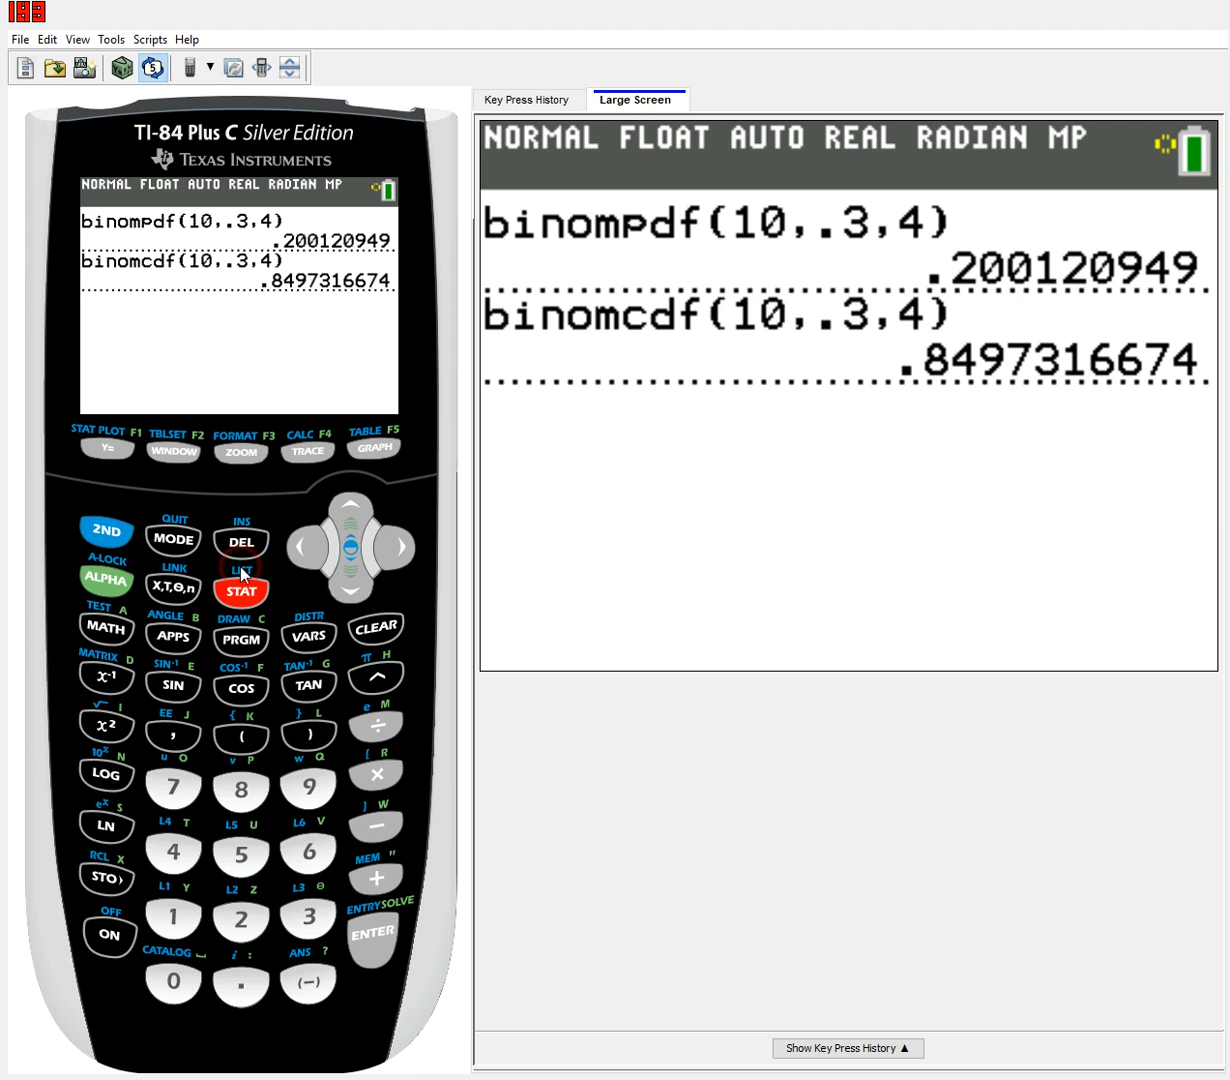 File Edit View Tools Scripts Help
5
Key Press History Large Screen
TI-84 Plus C Silver Edition
TEXAS INSTRUMENTS
NORMAL FLOAT AUTO REAL RADIAN MP
binompdf(10,.3,4)
.200120949
binomcdf(10,.3,4)
.8497316674
STAT PLOT F1 TBLSET F2 FORMAT F3 CALC F4 TABLE F5
Y= WINDOW ZOOM TRACE GRAPH
QUIT INS
2ND MODE DEL
A-LOCK LINK
ALPHA X,T,Θ,n STAT
TEST A ANGLE B DRAW C DISTR
MATH APPS PRGM VARS CLEAR
MATRIX D SIN⁻¹ E COS⁻¹ F TAN⁻¹ G π H
x⁻¹ SIN COS TAN ^
√ I EE J { K } L e M
x² , ( ) ÷
10ˣ N u O v P w Q [ R
LOG 7 8 9 ×
eˣ S L4 T L5 U L6 V ] W
LN 4 5 6 −
RCL X L1 Y L2 Z L3 θ MEM "
STO› 1 2 3 +
OFF CATALOG ⎵ i : ANS ? ENTRY SOLVE
ON 0 . (−) ENTER
NORMAL FLOAT AUTO REAL RADIAN MP
binompdf(10,.3,4)
.200120949
binomcdf(10,.3,4)
.8497316674
Show Key Press History ▲